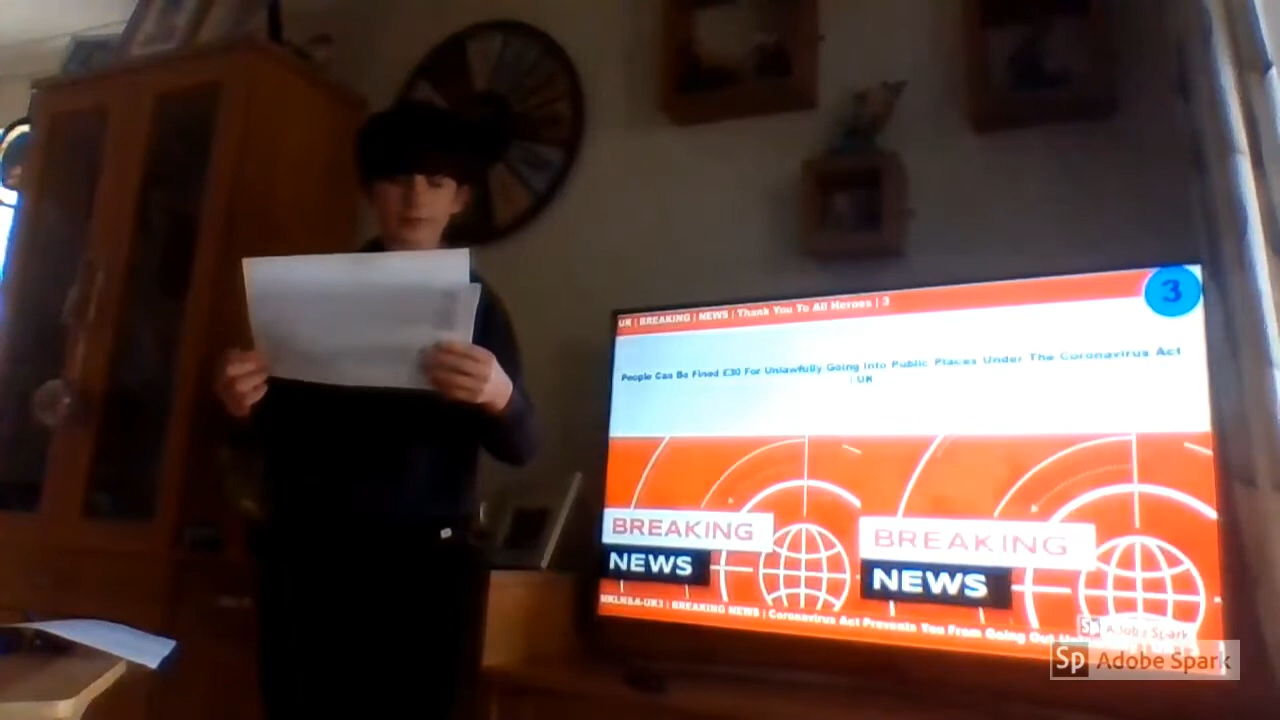 3
UK | BREAKING | NEWS | Thank You To All Heroes | 3
People Can Be Fined £30 For Unlawfully Going Into Public Places Under The Coronavirus Act
| UK
BREAKING
NEWS
BREAKING
NEWS
BREAKING NEWS | Coronavirus Act Prevents You From Going Out
Sp Adobe Spark
Sp Adobe Spark